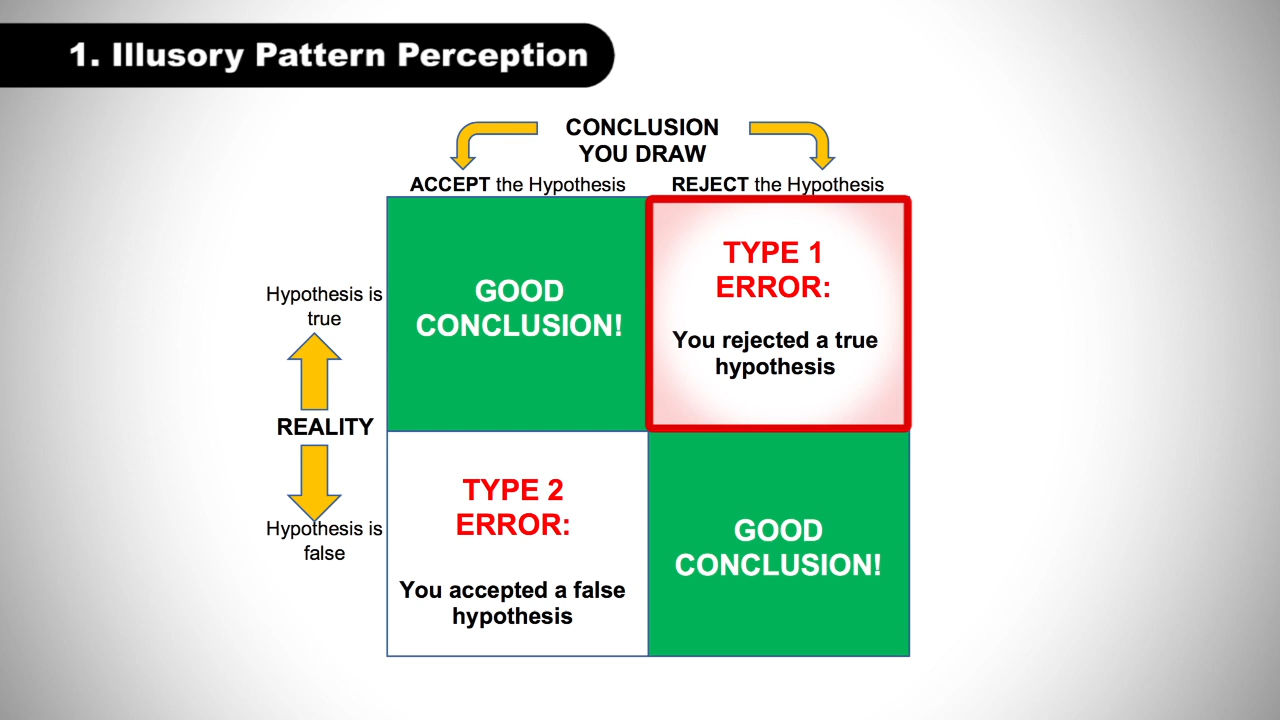 1. Illusory Pattern Perception
CONCLUSION
YOU DRAW
ACCEPT the Hypothesis
REJECT the Hypothesis
Hypothesis is
true
GOOD
CONCLUSION!
TYPE 1
ERROR:
You rejected a true
hypothesis
REALITY
Hypothesis is
false
TYPE 2
ERROR:
You accepted a false
hypothesis
GOOD
CONCLUSION!